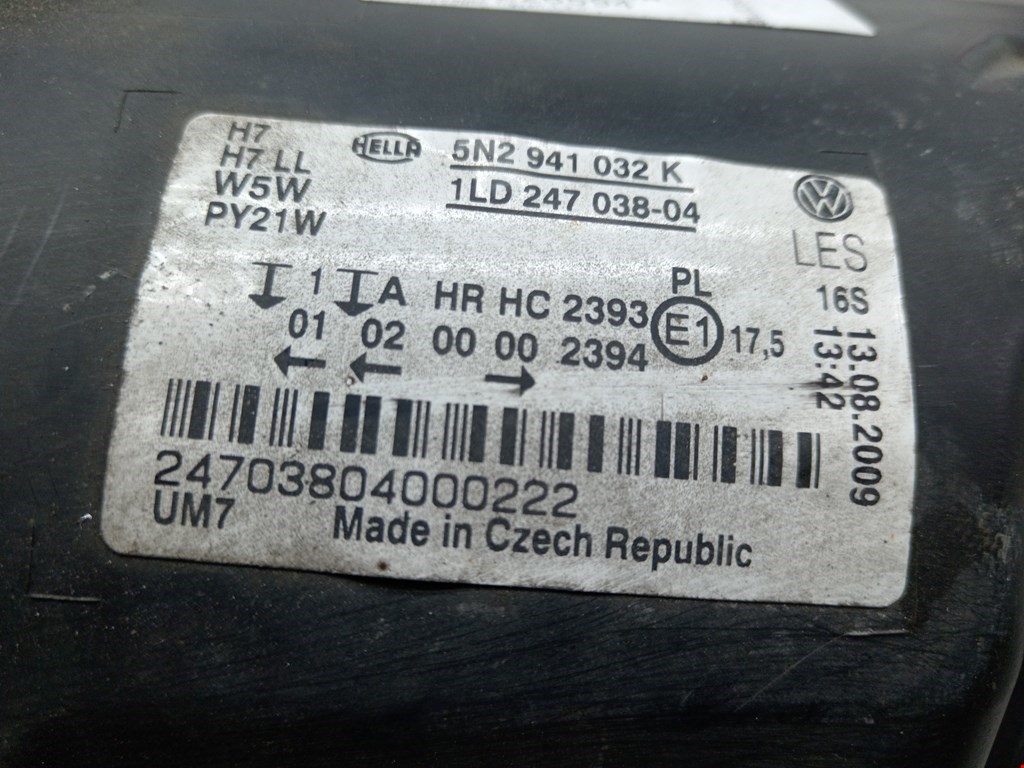 H7
H7 LL
W5W
PY21W
HELLA
5N2 941 032 K
1LD 247 038-04
LES
16S 13.08.2009
13:42
1 A HR HC 2393 PL
01 02 00 00 2394 E1 17,5
24703804000222
UM7
Made in Czech Republic